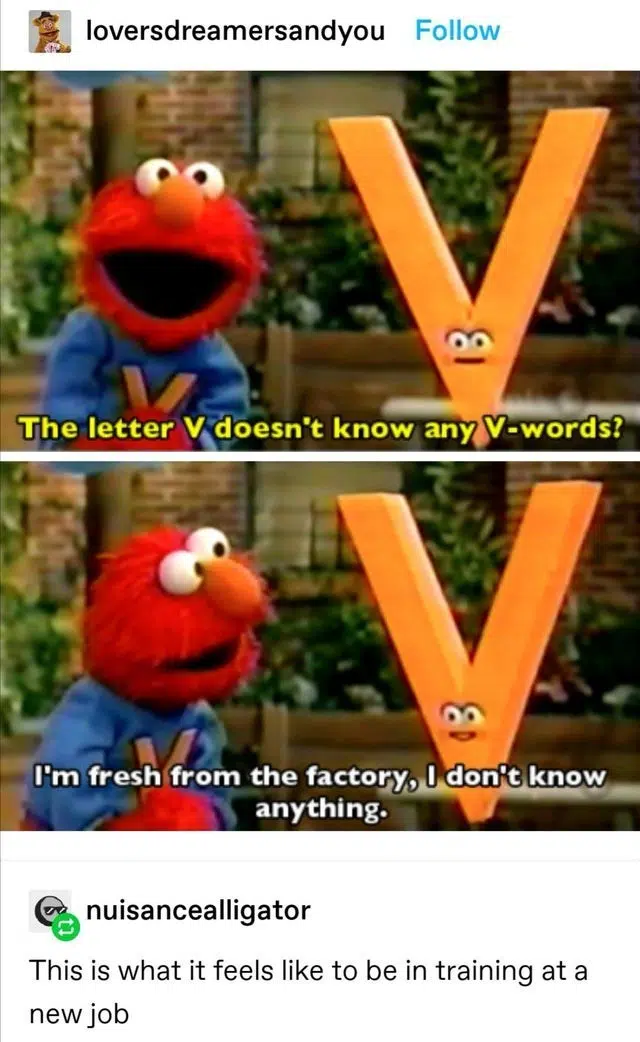 loversdreamersandyou Follow
V
V
The letter V doesn't know any V-words?
V
V
I'm fresh from the factory, I don't know
anything.
nuisancealligator
This is what it feels like to be in training at a
new job